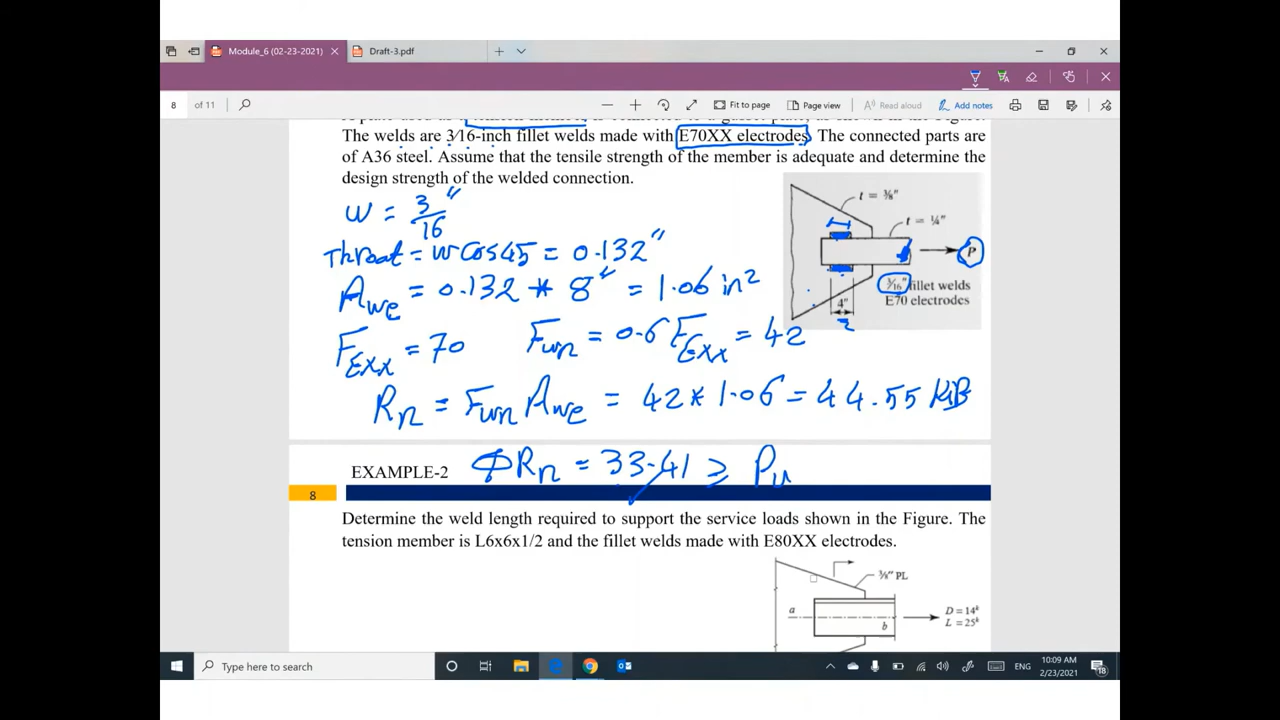 Module_6 (02-23-2021)
Draft-3.pdf
8 of 11
Fit to page
Page view
Read aloud
Add notes
The welds are 3/16-inch fillet welds made with E70XX electrodes. The connected parts are
of A36 steel. Assume that the tensile strength of the member is adequate and determine the
design strength of the welded connection.
w = 3/16"
Throat = w Cos 45 = 0.132"
Awe = 0.132 * 8" = 1.06 in²
FExx = 70 Fwn = 0.6 FExx = 42
Rn = Fwn Awe = 42 * 1.06 = 44.55 kip
t = 3/8"
t = 1/4"
P
3/16" fillet welds
E70 electrodes
4"
EXAMPLE-2
ΦRn = 33.41 ≥ Pu
8
Determine the weld length required to support the service loads shown in the Figure. The
tension member is L6x6x1/2 and the fillet welds made with E80XX electrodes.
3/8" PL
a
b
D = 14k
L = 25k
Type here to search
ENG
10:09 AM
2/23/2021
18